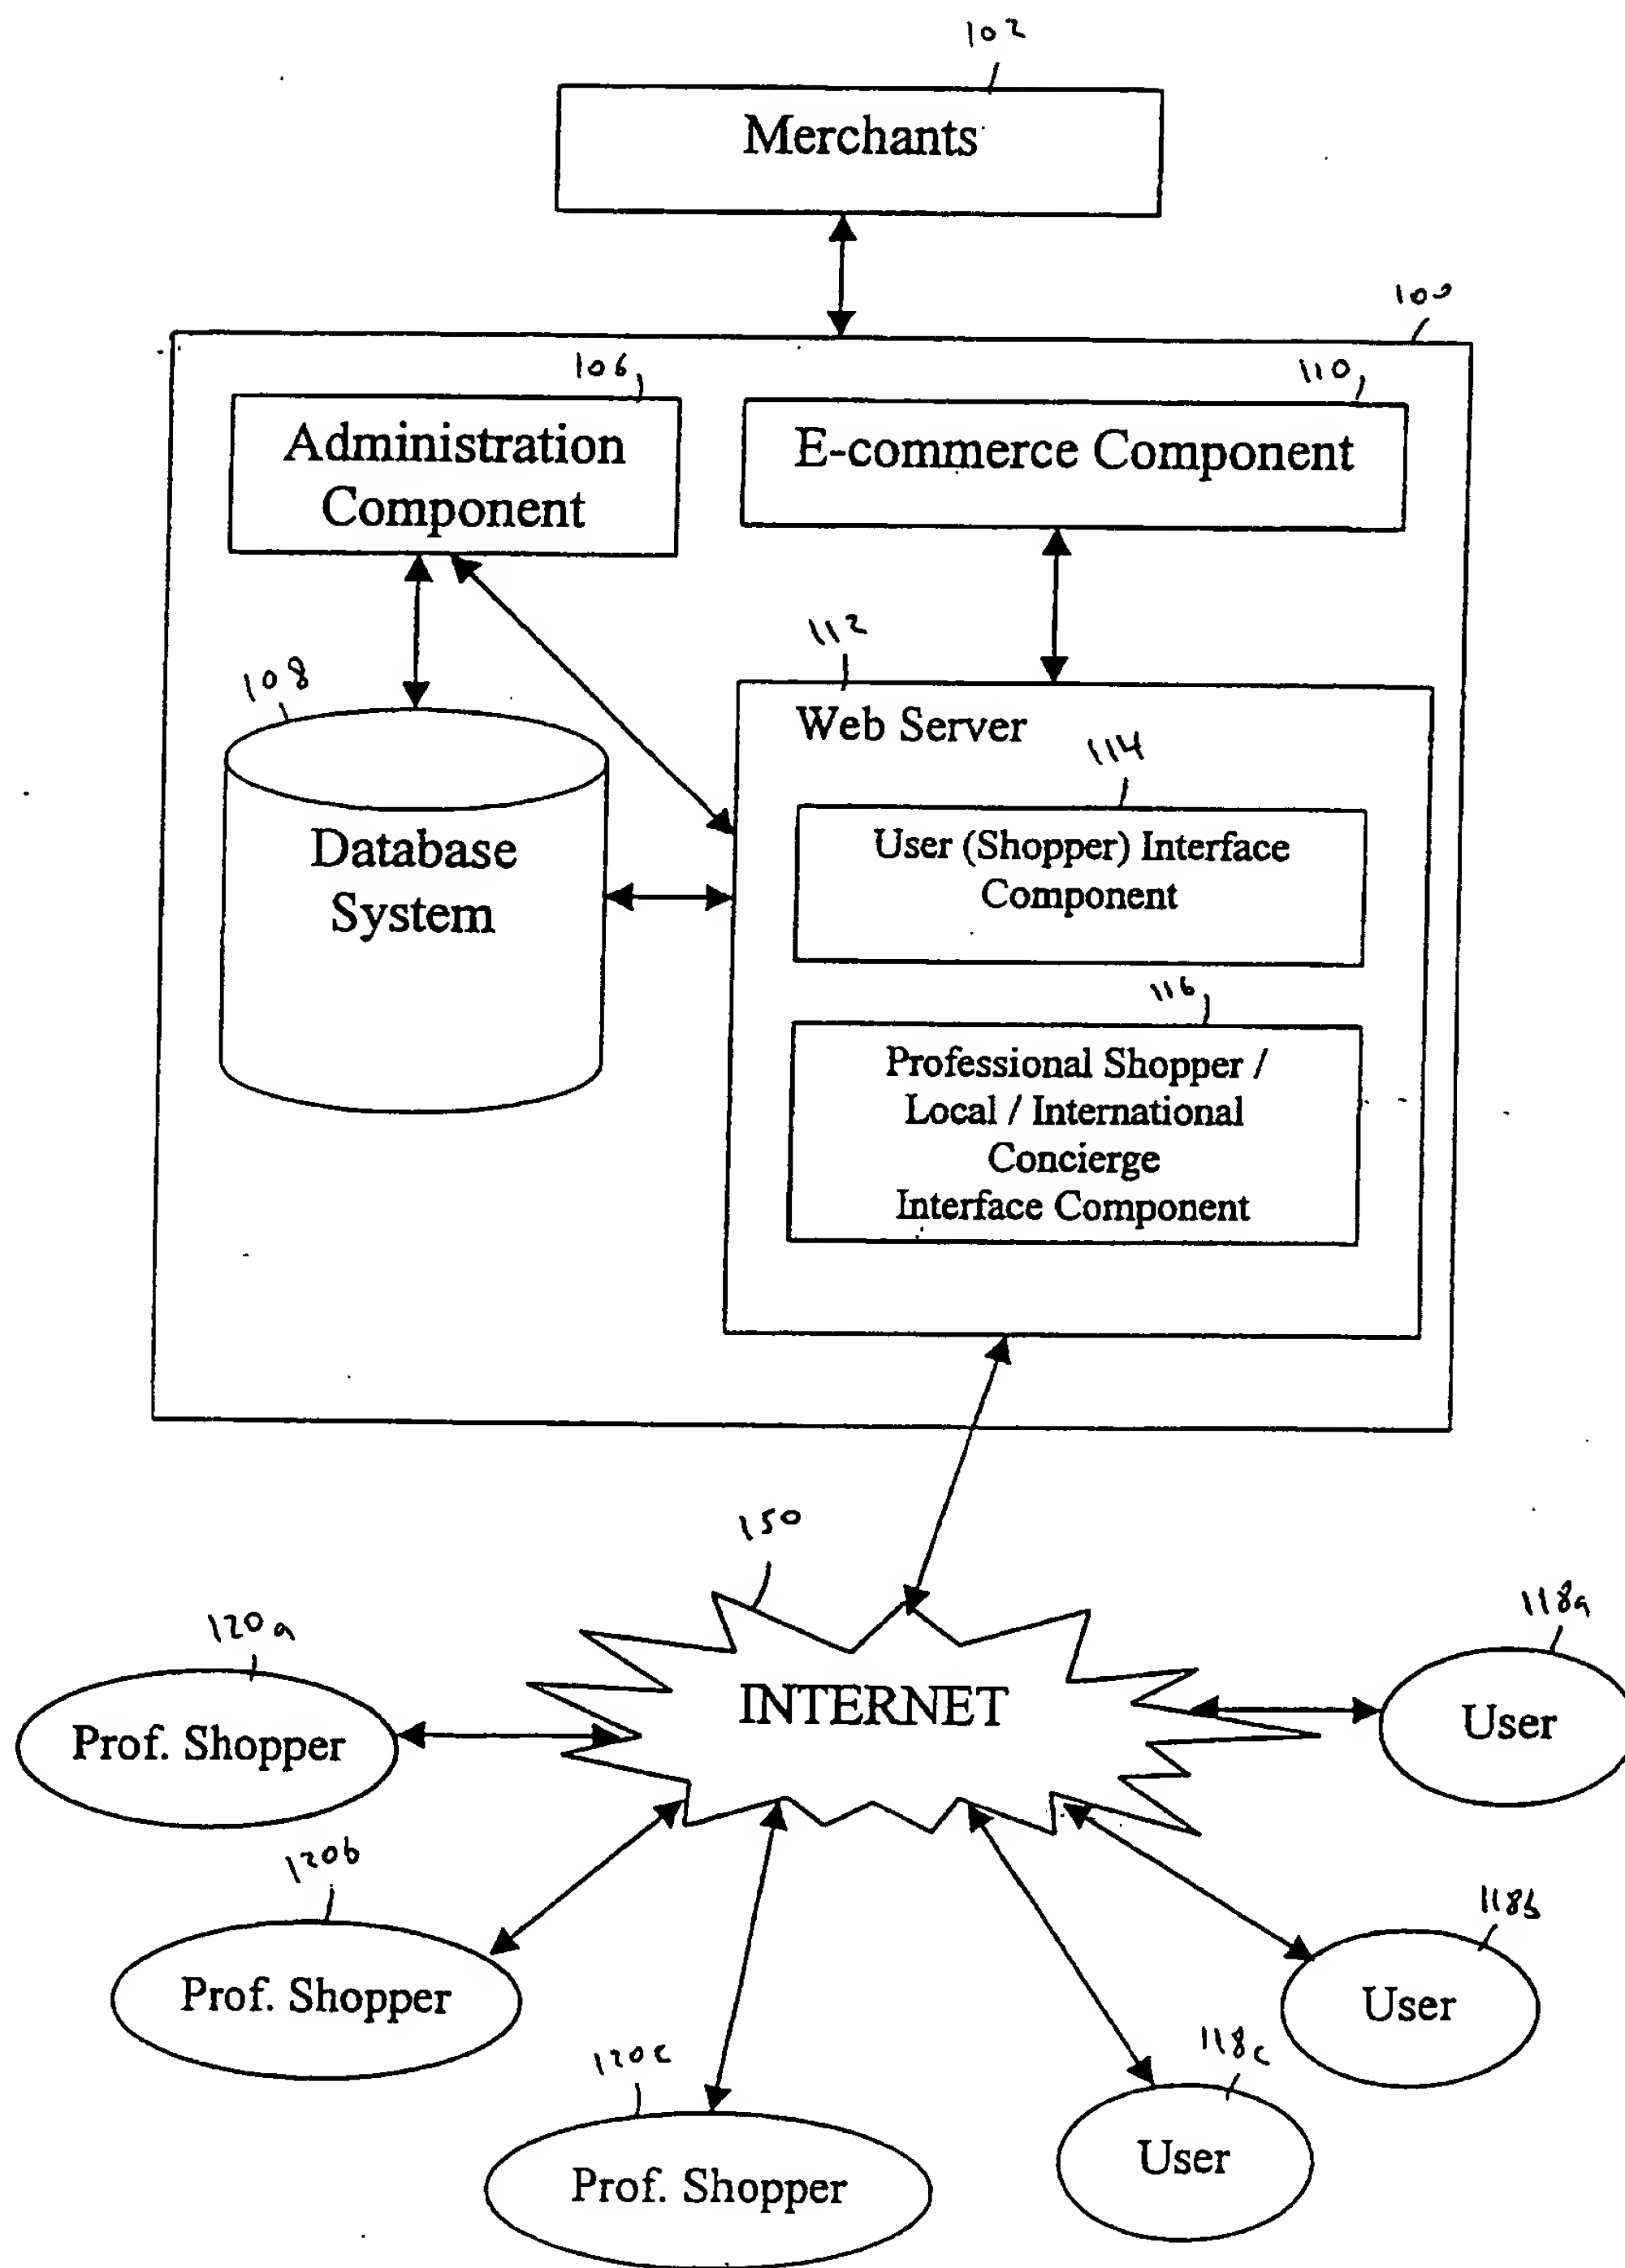 102
Merchants
100
106
110
Administration
Component
E-commerce Component
112
108
Web Server
114
Database
System
User (Shopper) Interface
Component
116
Professional Shopper /
Local / International
Concierge
Interface Component
150
120a
118a
INTERNET
Prof. Shopper
User
120b
118b
Prof. Shopper
User
120c
118c
Prof. Shopper
User